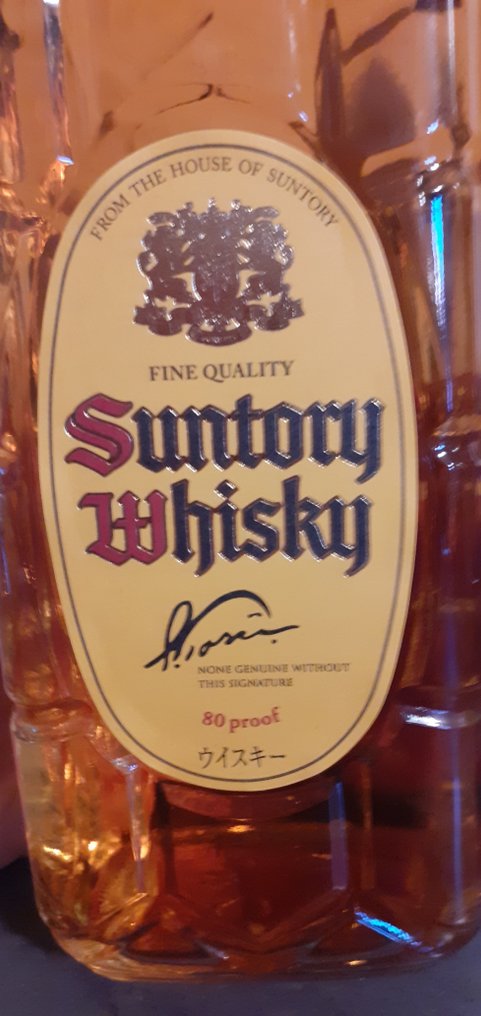 FROM THE HOUSE OF SUNTORY
FINE QUALITY
Suntory
Whisky
NONE GENUINE WITHOUT
THIS SIGNATURE
80 proof
ウイスキー